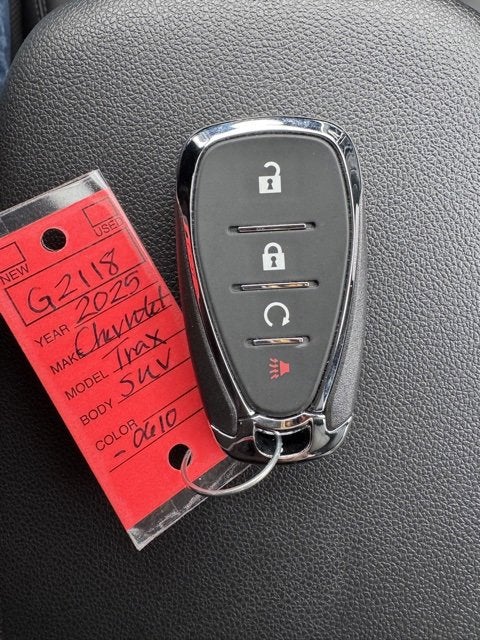 NEW USED
G2118
YEAR 2025
MAKE Chevrolet
MODEL Trax
BODY SUV
COLOR
- 0610